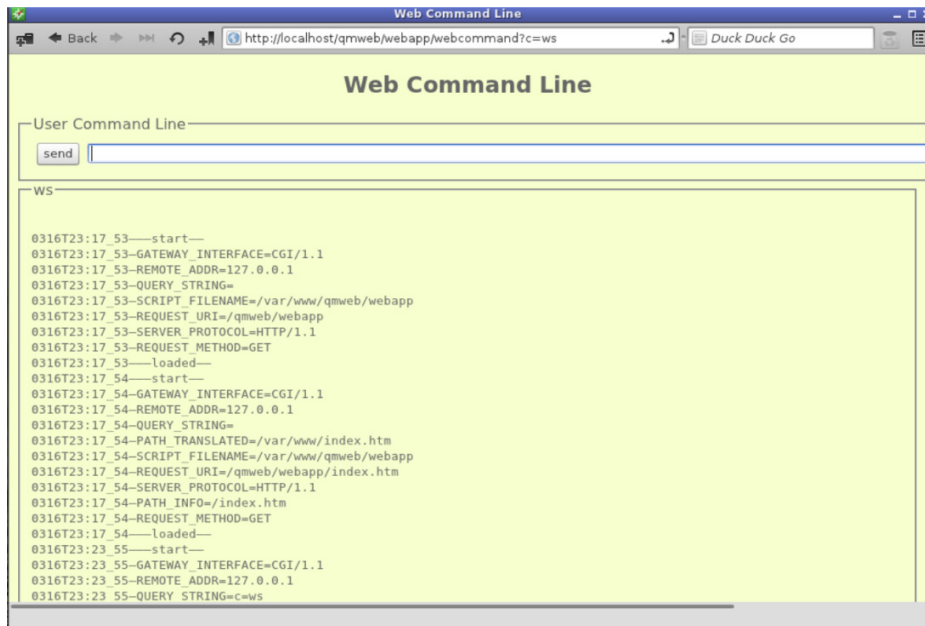 Web Command Line
Back
http://localhost/qmweb/webapp/webcommand?c=ws
Duck Duck Go
Web Command Line
User Command Line
send
ws
0316T23:17_53———start——
0316T23:17_53—GATEWAY_INTERFACE=CGI/1.1
0316T23:17_53—REMOTE_ADDR=127.0.0.1
0316T23:17_53—QUERY_STRING=
0316T23:17_53—SCRIPT_FILENAME=/var/www/qmweb/webapp
0316T23:17_53—REQUEST_URI=/qmweb/webapp
0316T23:17_53—SERVER_PROTOCOL=HTTP/1.1
0316T23:17_53—REQUEST_METHOD=GET
0316T23:17_53———loaded——
0316T23:17_54———start——
0316T23:17_54—GATEWAY_INTERFACE=CGI/1.1
0316T23:17_54—REMOTE_ADDR=127.0.0.1
0316T23:17_54—QUERY_STRING=
0316T23:17_54—PATH_TRANSLATED=/var/www/index.htm
0316T23:17_54—SCRIPT_FILENAME=/var/www/qmweb/webapp
0316T23:17_54—REQUEST_URI=/qmweb/webapp/index.htm
0316T23:17_54—SERVER_PROTOCOL=HTTP/1.1
0316T23:17_54—PATH_INFO=/index.htm
0316T23:17_54—REQUEST_METHOD=GET
0316T23:17_54———loaded——
0316T23:23_55———start——
0316T23:23_55—GATEWAY_INTERFACE=CGI/1.1
0316T23:23_55—REMOTE_ADDR=127.0.0.1
0316T23:23_55—QUERY_STRING=c=ws